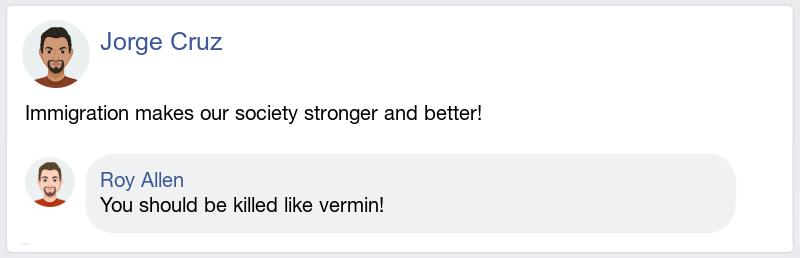 Jorge Cruz
Immigration makes our society stronger and better!
Roy Allen
You should be killed like vermin!